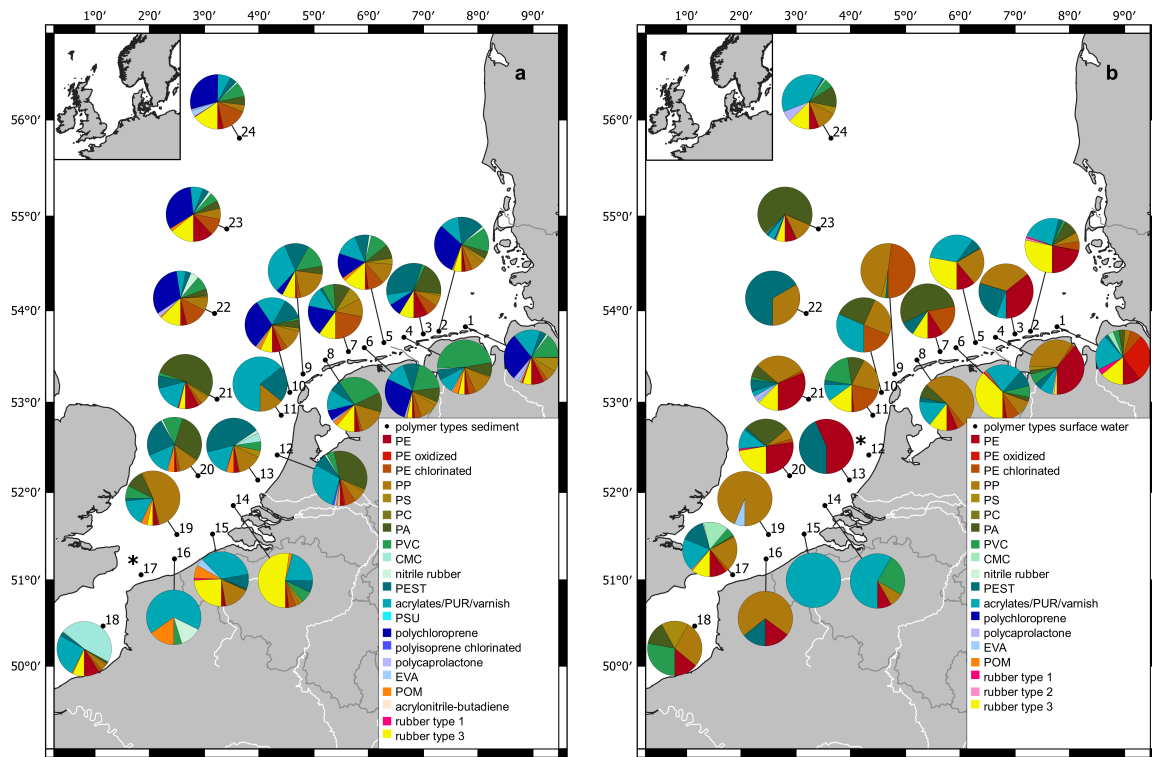 1°0' 2°0' 3°0' 4°0' 5°0' 6°0' 7°0' 8°0' 9°0'
a
56°0'
55°0'
54°0'
53°0'
52°0'
51°0'
50°0'
24
23
22
1
2
3
4
5
6
7
8
9
10
11
21
12
20
13
14
19
15
16
* 17
18
polymer types sediment
PE
PE oxidized
PE chlorinated
PP
PS
PC
PA
PVC
CMC
nitrile rubber
PEST
acrylates/PUR/varnish
PSU
polychloroprene
polyisoprene chlorinated
polycaprolactone
EVA
POM
acrylonitrile-butadiene
rubber type 1
rubber type 3
1°0' 2°0' 3°0' 4°0' 5°0' 6°0' 7°0' 8°0' 9°0'
b
56°0'
55°0'
54°0'
53°0'
52°0'
51°0'
50°0'
24
23
22
1
2
3
4
5
6
7
8
9
10
11
21
* 12
20
13
14
19
15
16
17
18
polymer types surface water
PE
PE oxidized
PE chlorinated
PP
PS
PC
PA
PVC
CMC
nitrile rubber
PEST
acrylates/PUR/varnish
polychloroprene
polycaprolactone
EVA
POM
rubber type 1
rubber type 2
rubber type 3